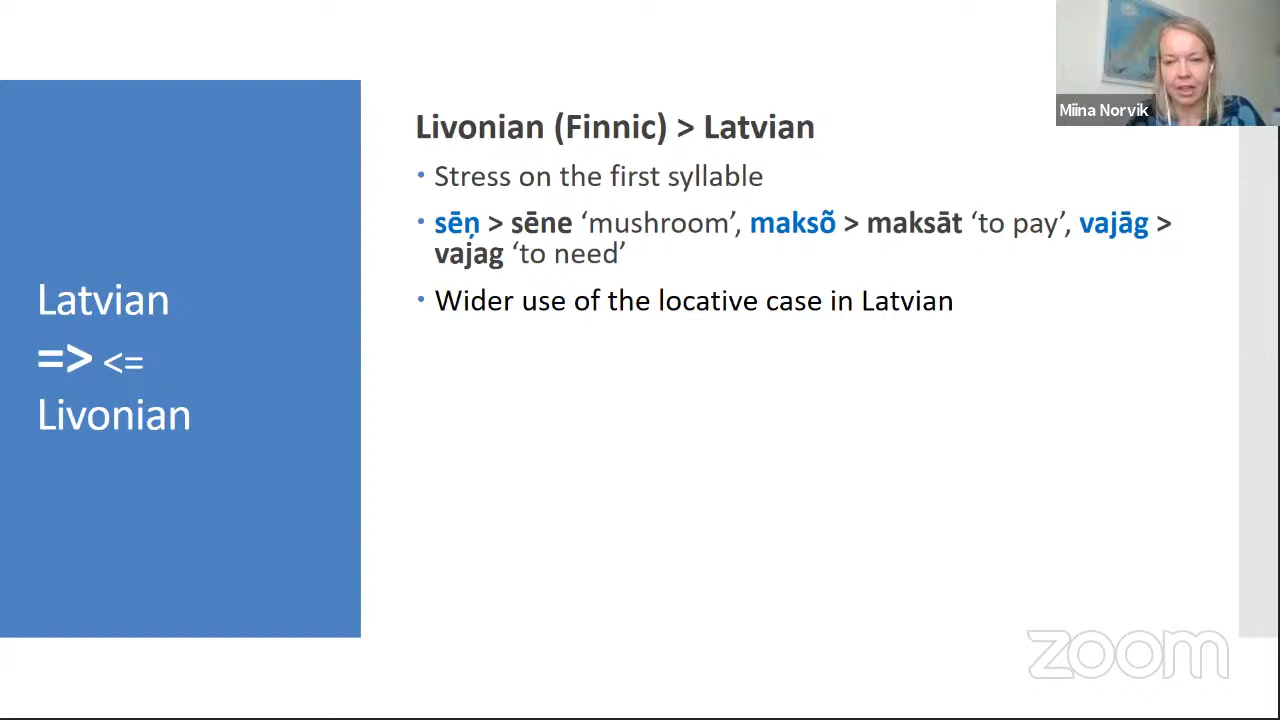 Miina Norvik
Livonian (Finnic) > Latvian
• Stress on the first syllable
• sēņ > sēne ‘mushroom’, maksõ > maksāt ‘to pay’, vajāg >
vajag ‘to need’
• Wider use of the locative case in Latvian
Latvian
=> <=
Livonian
zoom